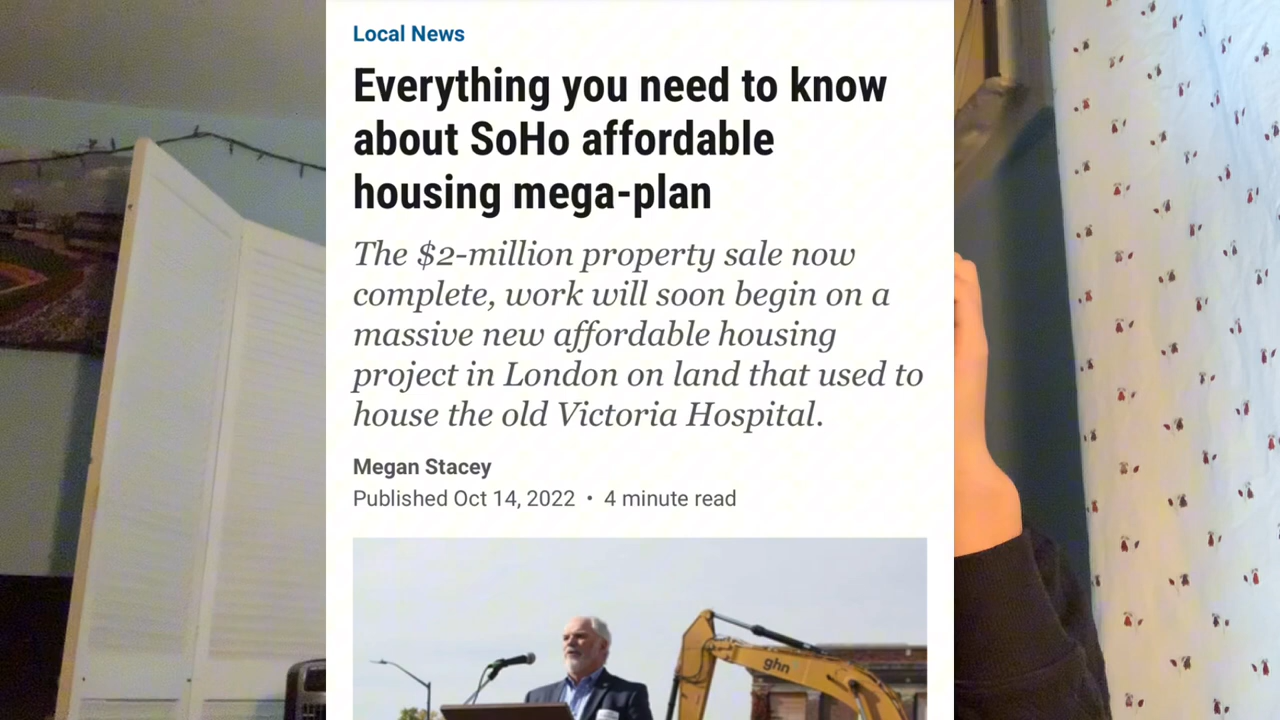 Local News
Everything you need to know
about SoHo affordable
housing mega-plan
The $2-million property sale now
complete, work will soon begin on a
massive new affordable housing
project in London on land that used to
house the old Victoria Hospital.
Megan Stacey
Published Oct 14, 2022 • 4 minute read
ghn